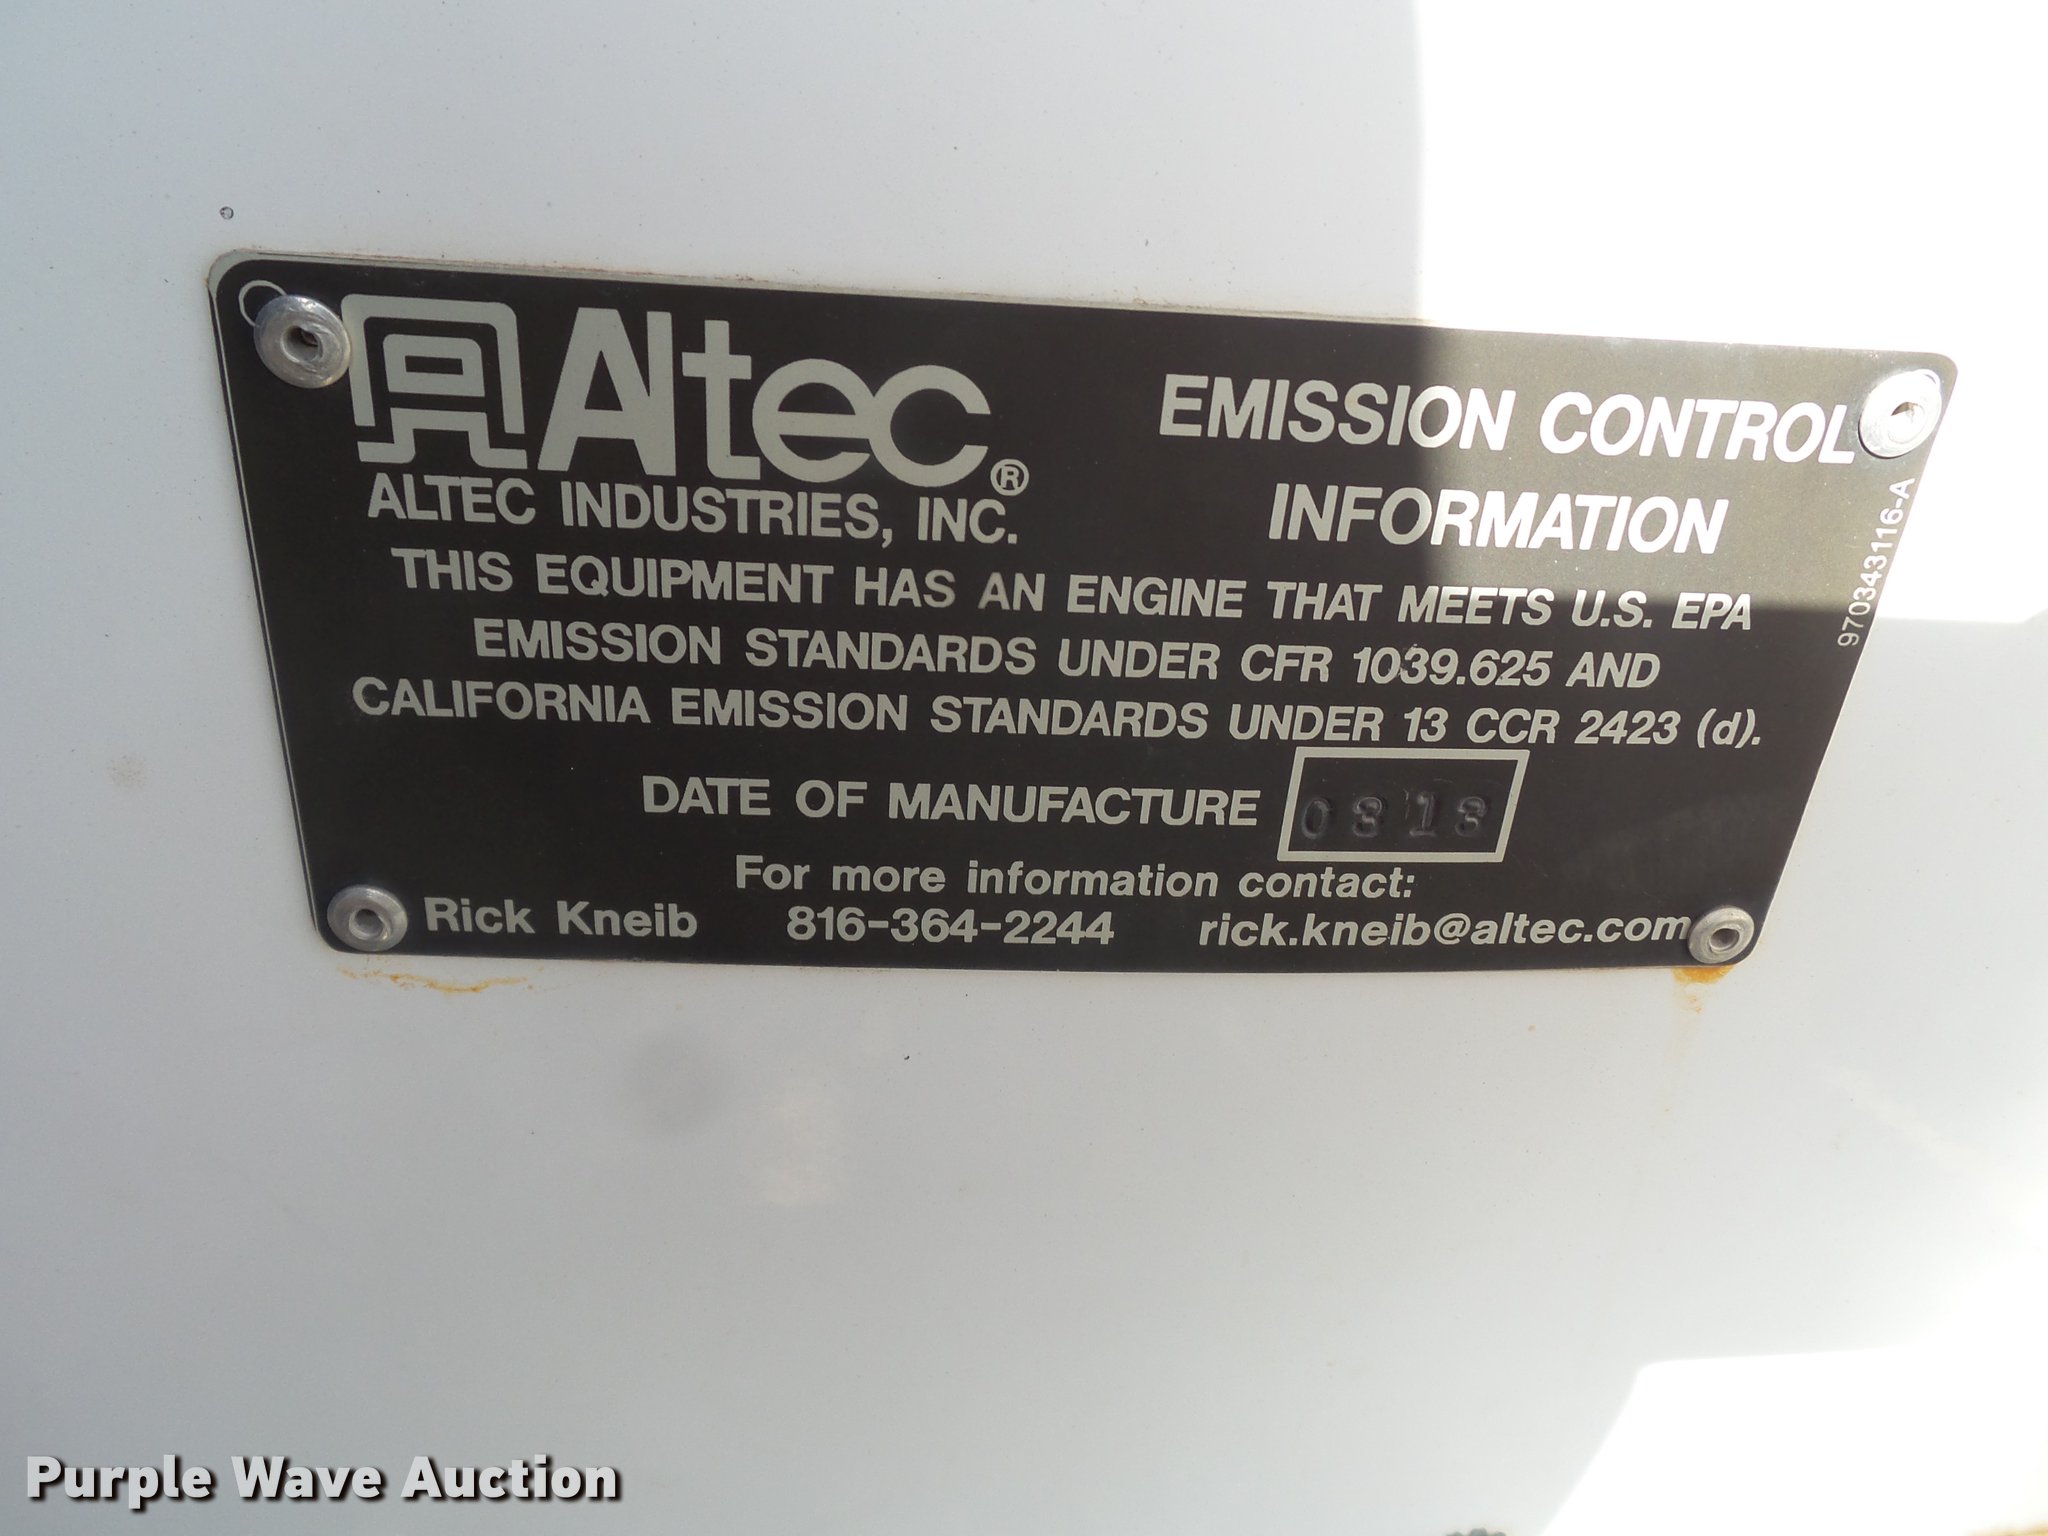 Altec®
ALTEC INDUSTRIES, INC.
EMISSION CONTROL
INFORMATION
THIS EQUIPMENT HAS AN ENGINE THAT MEETS U.S. EPA
EMISSION STANDARDS UNDER CFR 1039.625 AND
CALIFORNIA EMISSION STANDARDS UNDER 13 CCR 2423 (d).
DATE OF MANUFACTURE
For more information contact:
Rick Kneib 816-364-2244 rick.kneib@altec.com
970343116-A
Purple Wave Auction